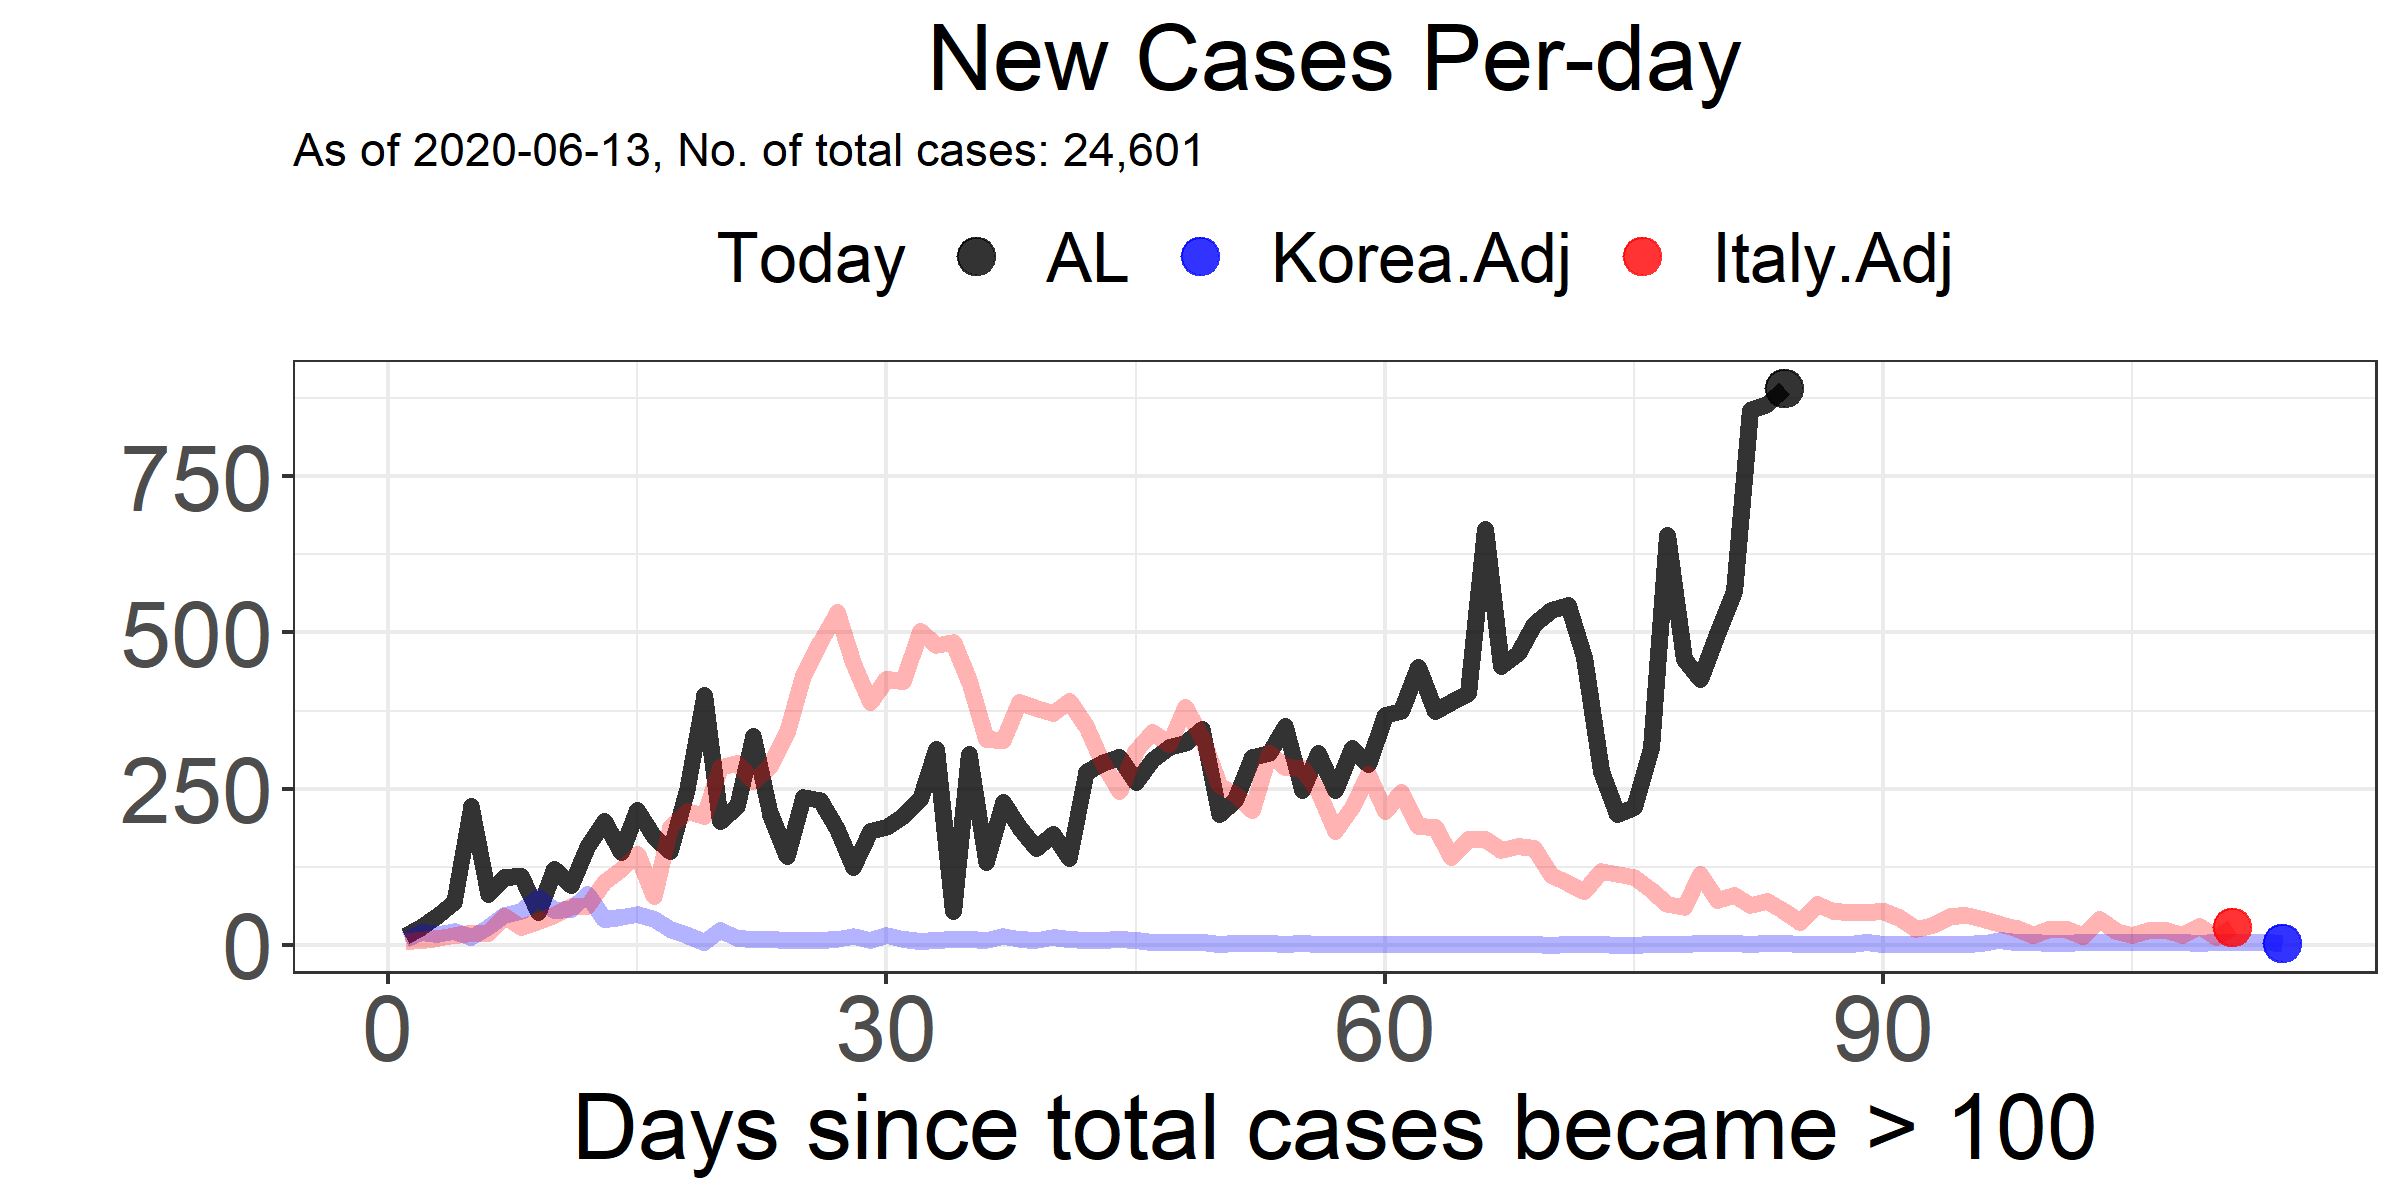 New Cases Per-day
As of 2020-06-13, No. of total cases: 24,601
Today AL Korea.Adj Italy.Adj
750
500
250
0
0 30 60 90
Days since total cases became > 100